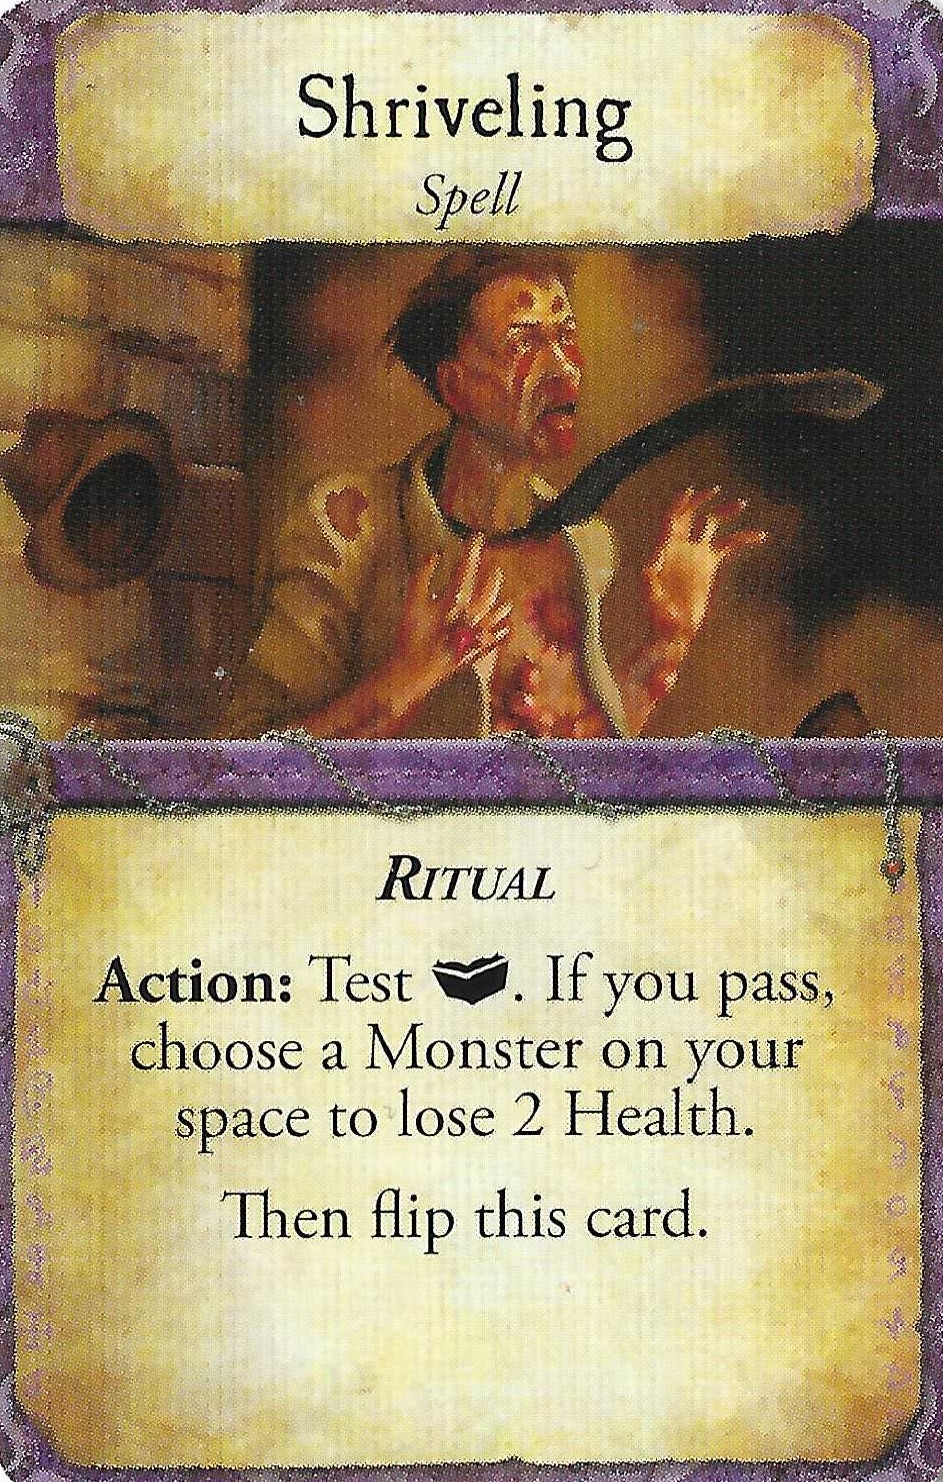 Shriveling
Spell
RITUAL
Action: Test . If you pass,
choose a Monster on your
space to lose 2 Health.
Then flip this card.